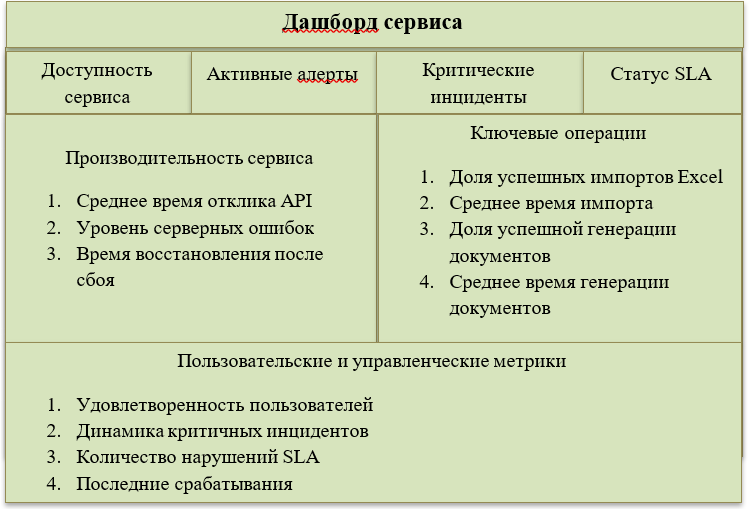 Дашборд сервиса
Доступность
сервиса
Активные алерты
Критические
инциденты
Статус SLA
Производительность сервиса
1. Среднее время отклика API
2. Уровень серверных ошибок
3. Время восстановления после
сбоя
Ключевые операции
1. Доля успешных импортов Excel
2. Среднее время импорта
3. Доля успешной генерации
документов
4. Среднее время генерации
документов
Пользовательские и управленческие метрики
1. Удовлетворенность пользователей
2. Динамика критичных инцидентов
3. Количество нарушений SLA
4. Последние срабатывания